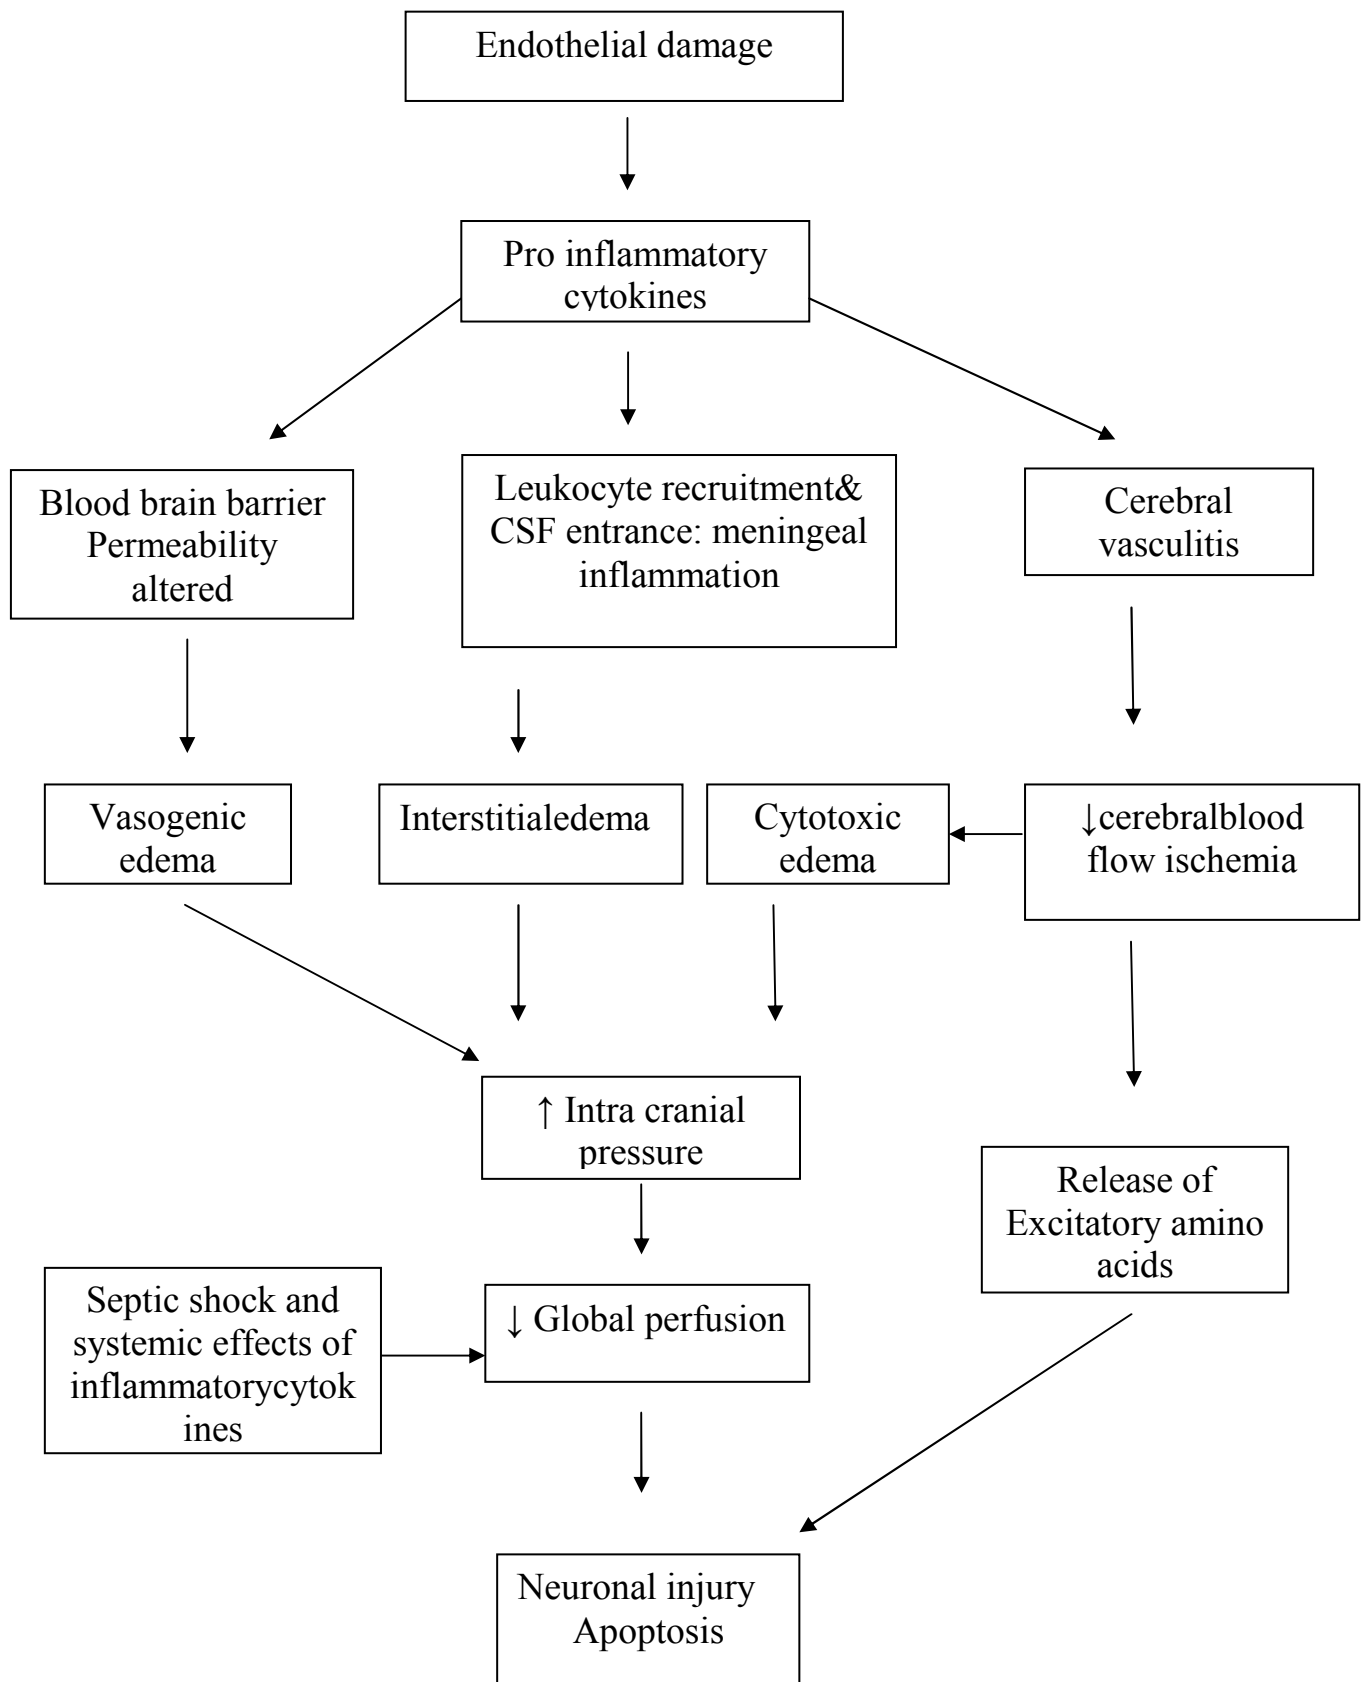 Endothelial damage
Pro inflammatory
cytokines
Blood brain barrier
Permeability
altered
Leukocyte recruitment&
CSF entrance: meningeal
inflammation
Cerebral
vasculitis
Vasogenic
edema
Interstitialedema
Cytotoxic
edema
↓cerebralblood
flow ischemia
↑ Intra cranial
pressure
Release of
Excitatory amino
acids
Septic shock and
systemic effects of
inflammatorycytok
ines
↓ Global perfusion
Neuronal injury
Apoptosis